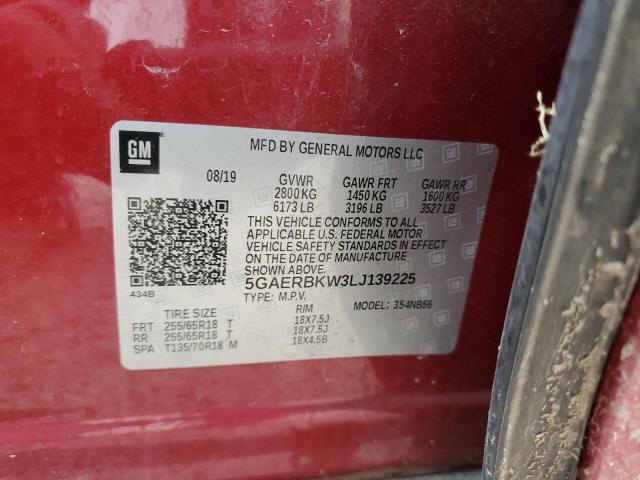 GM
MFD BY GENERAL MOTORS LLC
08/19 GVWR GAWR FRT GAWR RR
2800 KG 1450 KG 1600 KG
6173 LB 3196 LB 3527 LB
THIS VEHICLE CONFORMS TO ALL
APPLICABLE U.S. FEDERAL MOTOR
VEHICLE SAFETY STANDARDS IN EFFECT
ON THE DATE OF MANUFACTURE SHOWN ABOVE.
5GAERBKW3LJ139225
434B
TYPE: M.P.V. MODEL: 354NB56
TIRE SIZE RIM
FRT 255/65R18 T 18X7.5J
RR 255/65R18 T 18X7.5J
SPA T135/70R18 M 18X4.5B